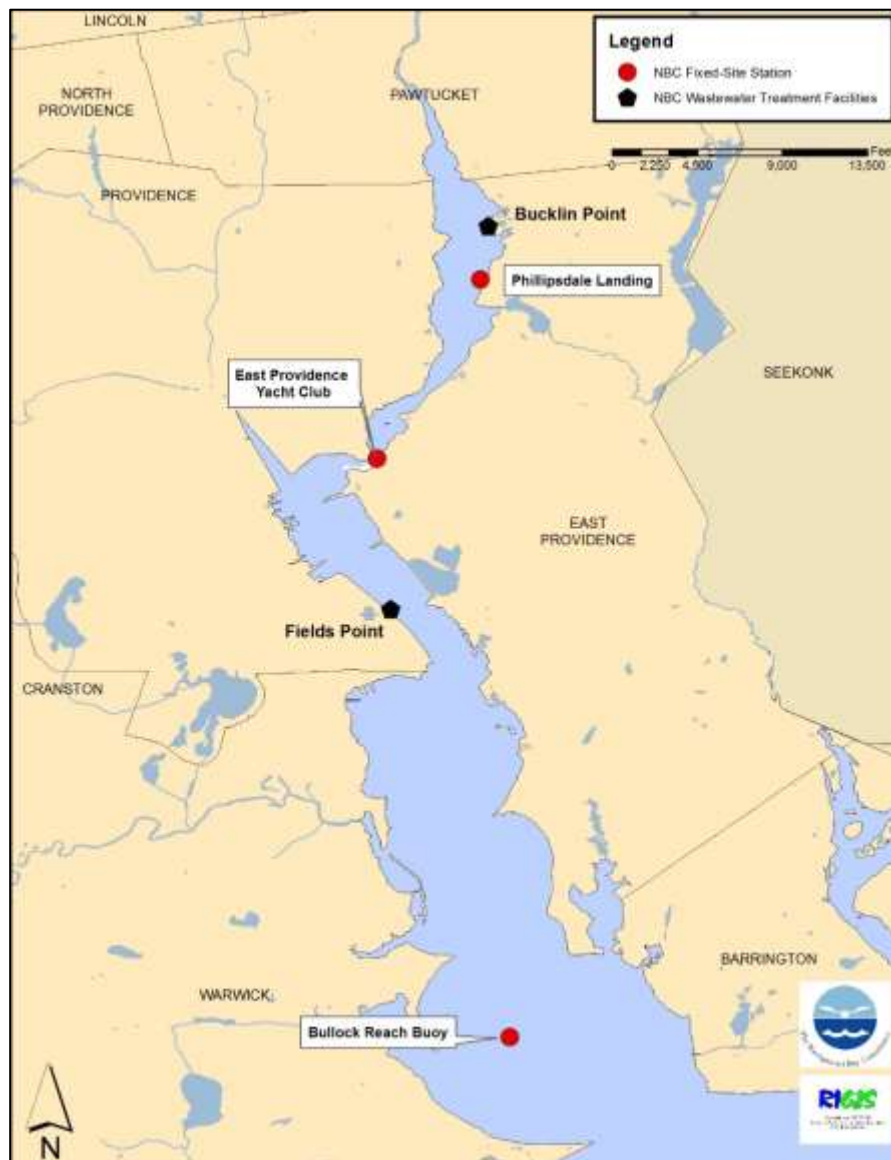 LINCOLN
Legend
NBC Fixed-Site Station
NBC Wastewater Treatment Facilities
NORTH
PROVIDENCE
PAWTUCKET
Feet
0 2,250 4,500 9,000 13,500
PROVIDENCE
Bucklin Point
Phillipsdale Landing
East Providence
Yacht Club
SEEKONK
EAST
PROVIDENCE
Fields Point
CRANSTON
BARRINGTON
WARWICK
Bullock Reach Buoy
RIGIS
N